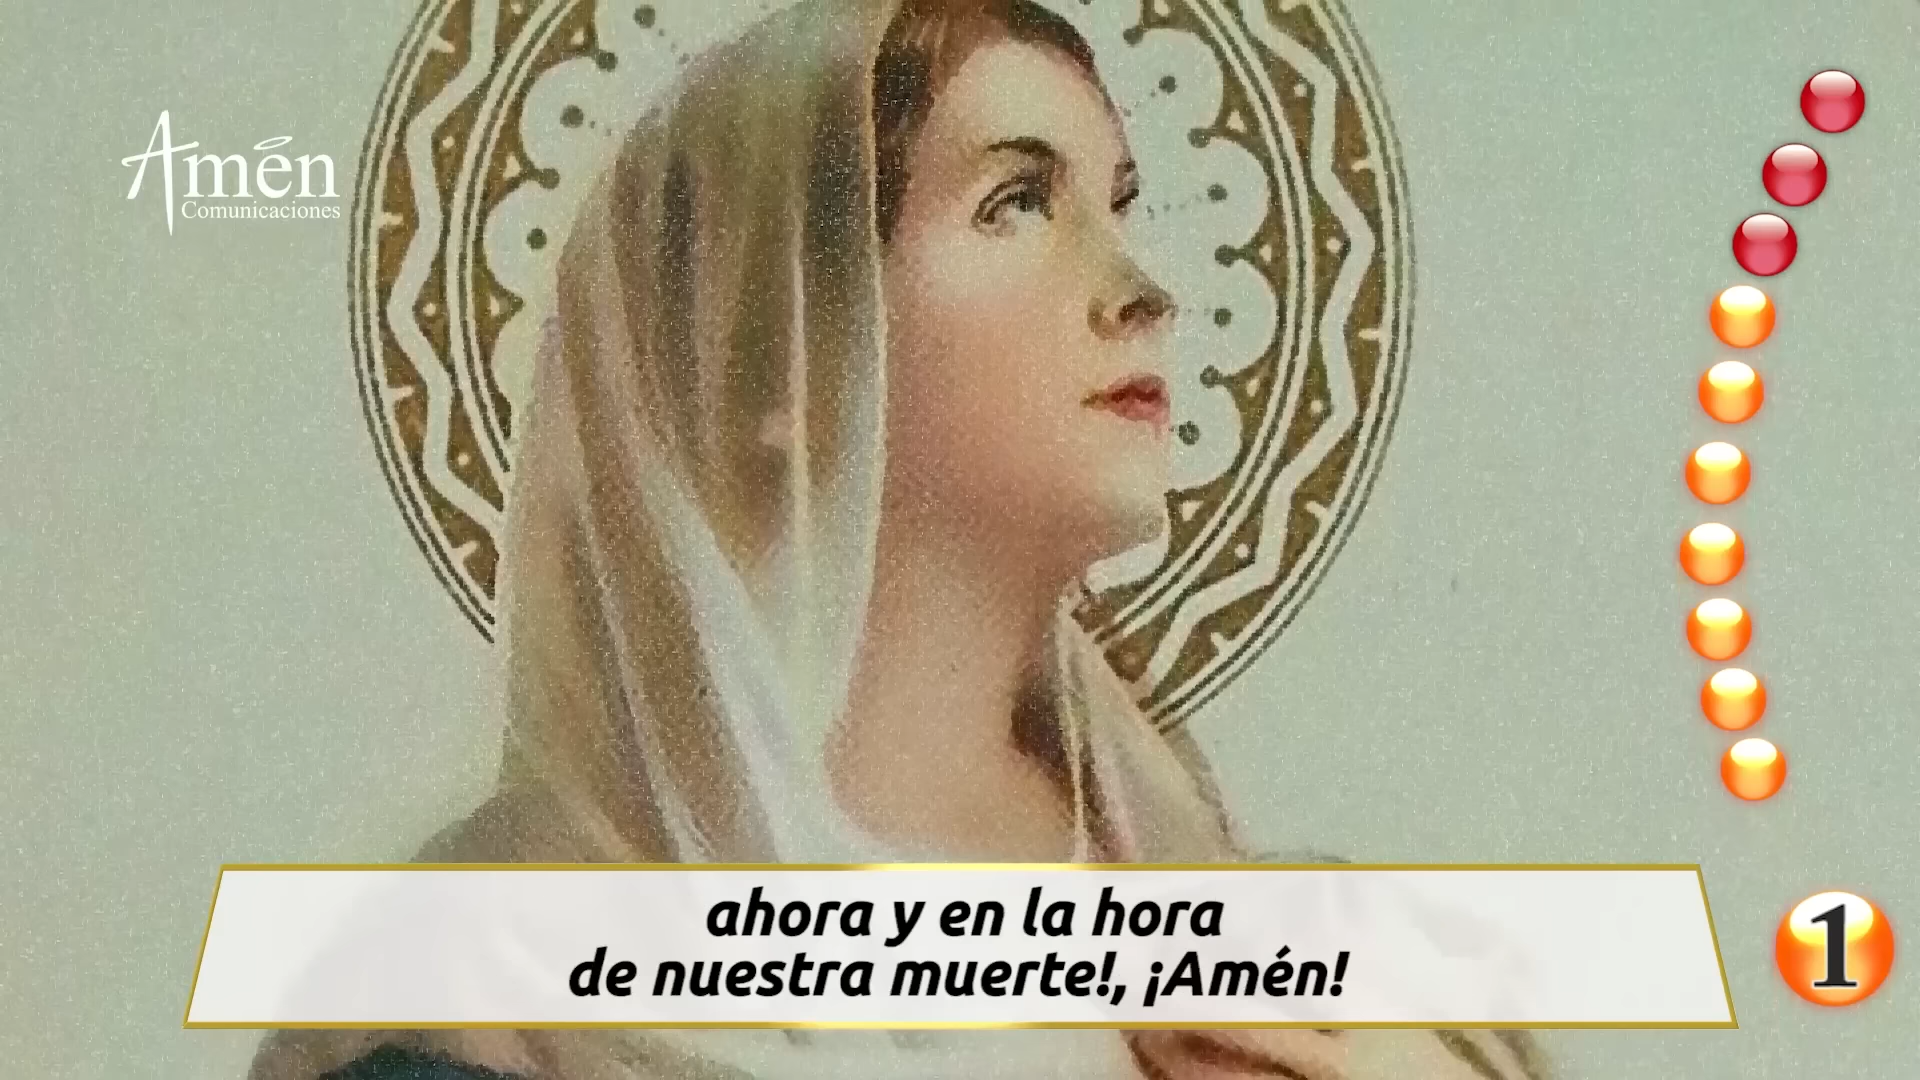 Amén
Comunicaciones
ahora y en la hora
de nuestra muerte!, ¡Amén!
1